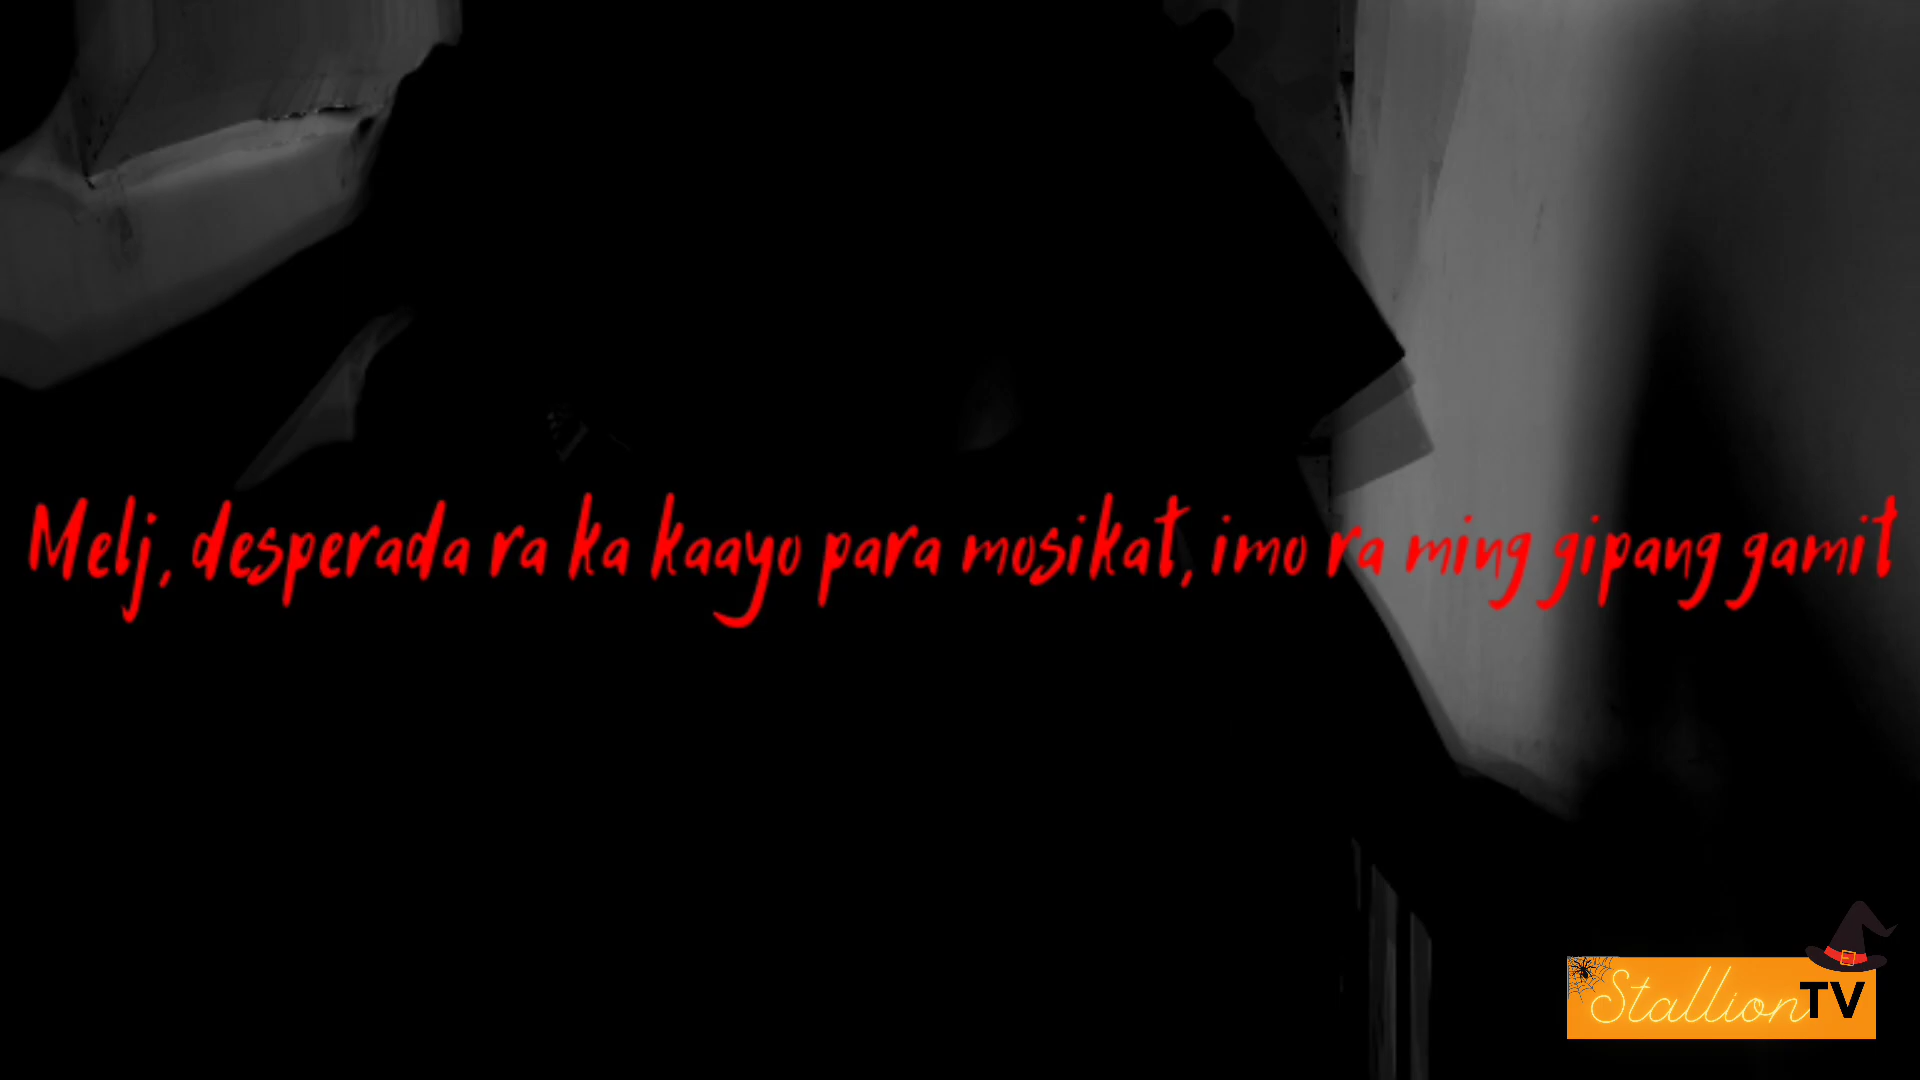 Melj, desperada ra ka kaayo para mosikat, imo ra ming gipang gamit
StallionTV